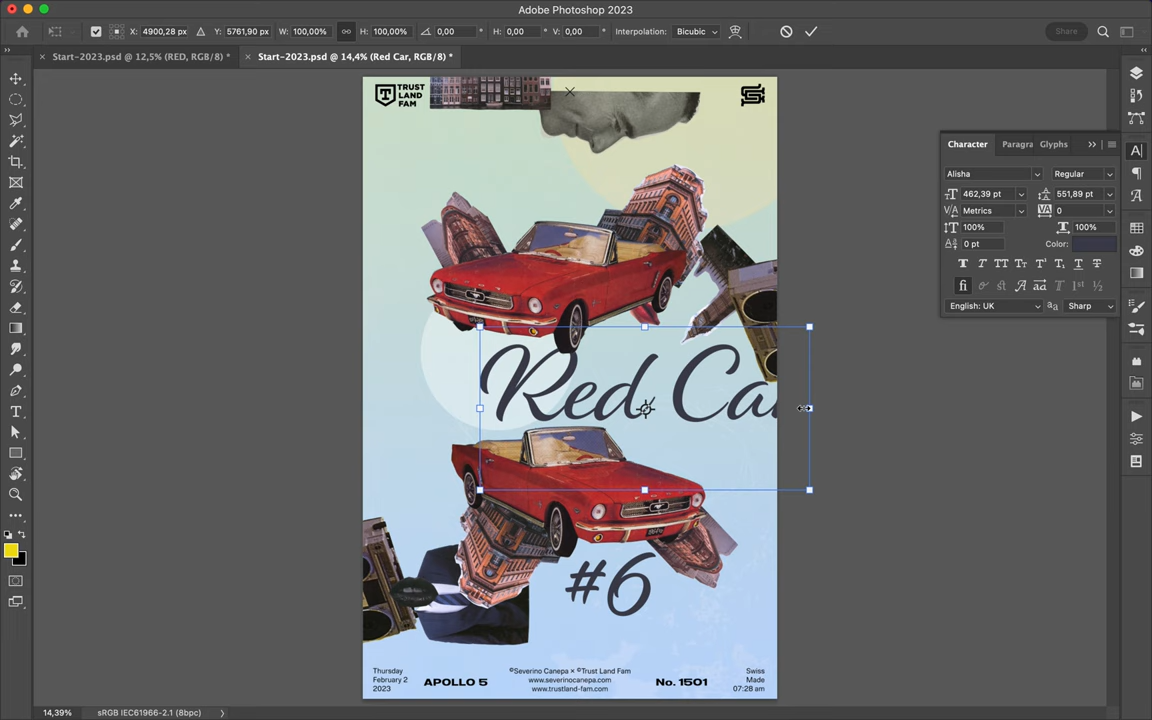 Adobe Photoshop 2023
X: 4900,28 px Y: 5761,90 px W: 100,00% H: 100,00% 0,00 ° H: 0,00 ° V: 0,00 ° Interpolation: Bicubic Share
× Start-2023.psd @ 12,5% (RED, RGB/8) * × Start-2023.psd @ 14,4% (Red Car, RGB/8) *
TRUST
LAND
FAM
Character Paragra Glyphs
Alisha Regular
462,39 pt 551,89 pt
Metrics 0
100% 100%
0 pt Color:
English: UK Sharp
Red Ca
#6
Thursday
February 2
2023
APOLLO 5
©Severino Canepa × ©Trust Land Fam
www.severinocanepa.com
www.trustland-fam.com
No. 1501
Swiss
Made
07:28 am
14,39% sRGB IEC61966-2.1 (8bpc)